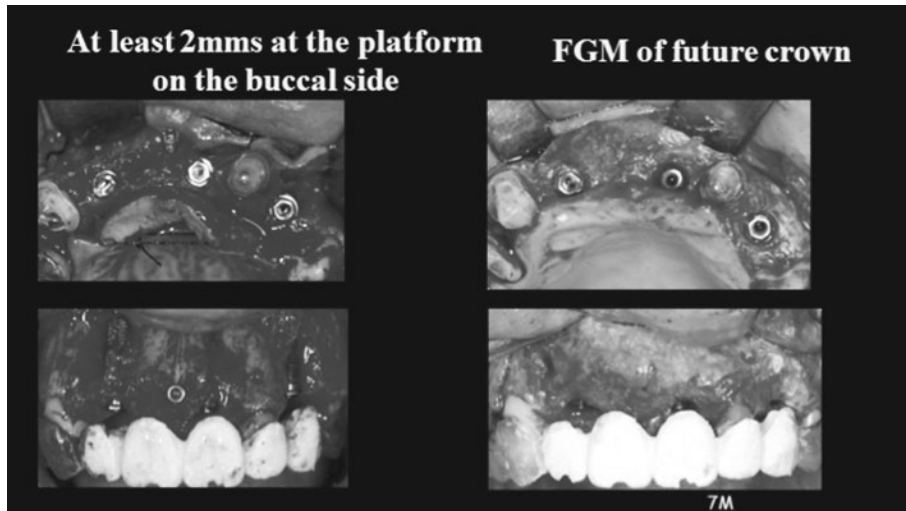 At least 2mms at the platform
on the buccal side
FGM of future crown
7M